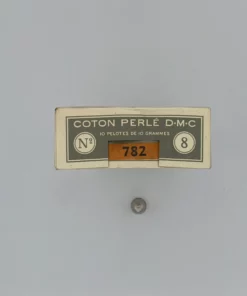 COTON PERLÉ D·M·C
10 PELOTES DE 10 GRAMMES
Nº 782 8